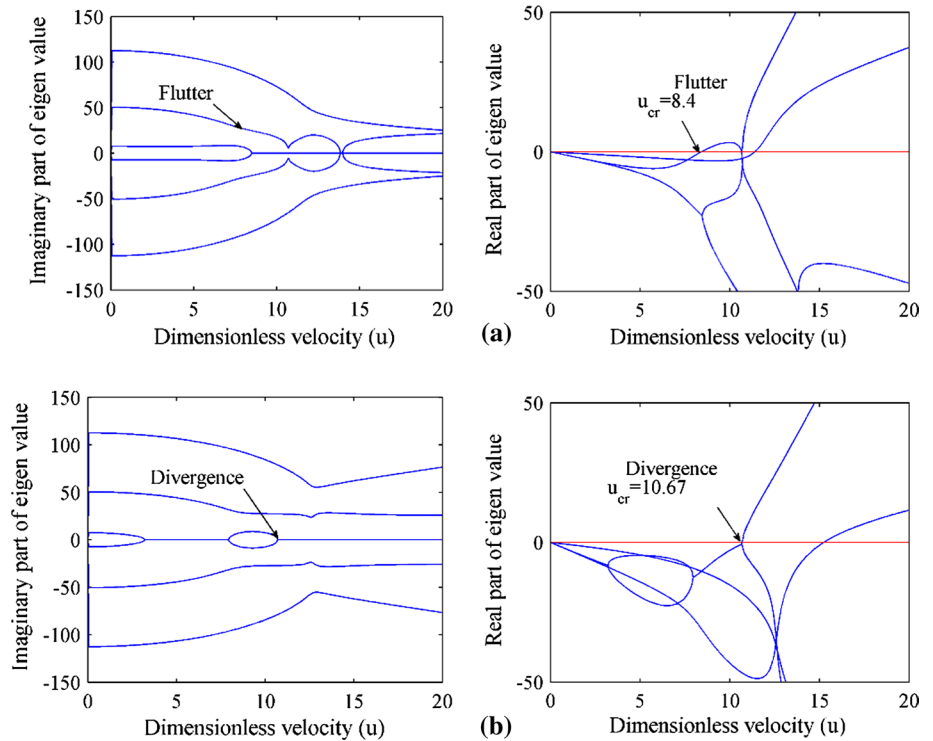 Imaginary part of eigen value
150
100
50
0
-50
-100
-150
0
5
10
15
20
Flutter
Dimensionless velocity (u)
Real part of eigen value
50
0
-50
0
5
10
15
20
Flutter
u_cr=8.4
Dimensionless velocity (u)
(a)
Imaginary part of eigen value
150
100
50
0
-50
-100
-150
0
5
10
15
20
Divergence
Dimensionless velocity (u)
Real part of eigen value
50
0
-50
0
5
10
15
20
Divergence
u_cr=10.67
Dimensionless velocity (u)
(b)